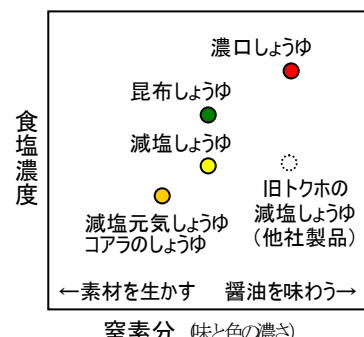 濃口しょうゆ
昆布しょうゆ
減塩しょうゆ
旧トクホの
減塩しょうゆ
（他社製品）
減塩元気しょうゆ
コアラのしょうゆ
←素材を生かす 醤油を味わう→
食塩濃度
窒素分 (味と色の濃さ)